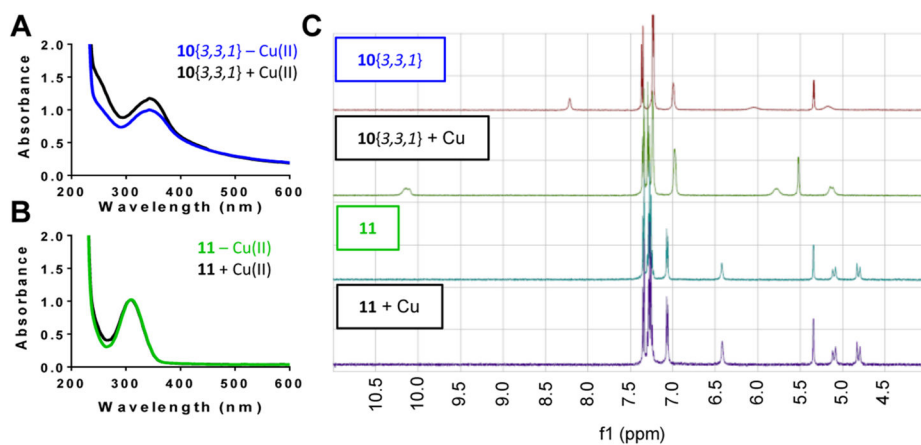 A
10{3,3,1} – Cu(II)
10{3,3,1} + Cu(II)
Absorbance
2.0
1.5
1.0
0.5
0.0
200 300 400 500 600
Wavelength (nm)
B
11 – Cu(II)
11 + Cu(II)
Absorbance
2.0
1.5
1.0
0.5
0.0
200 300 400 500 600
Wavelength (nm)
C
10{3,3,1}
10{3,3,1} + Cu
11
11 + Cu
10.5 10.0 9.5 9.0 8.5 8.0 7.5 7.0 6.5 6.0 5.5 5.0 4.5
f1 (ppm)